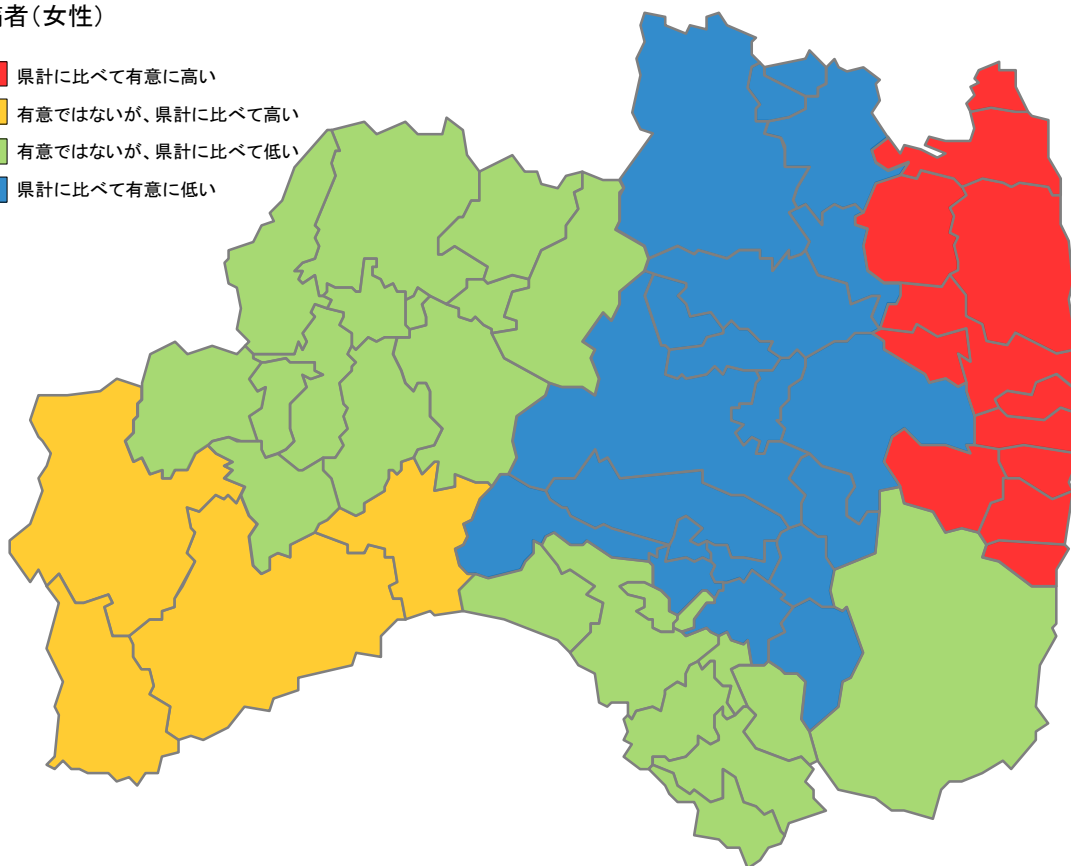 者(女性)
県計に比べて有意に高い
有意ではないが、県計に比べて高い
有意ではないが、県計に比べて低い
県計に比べて有意に低い